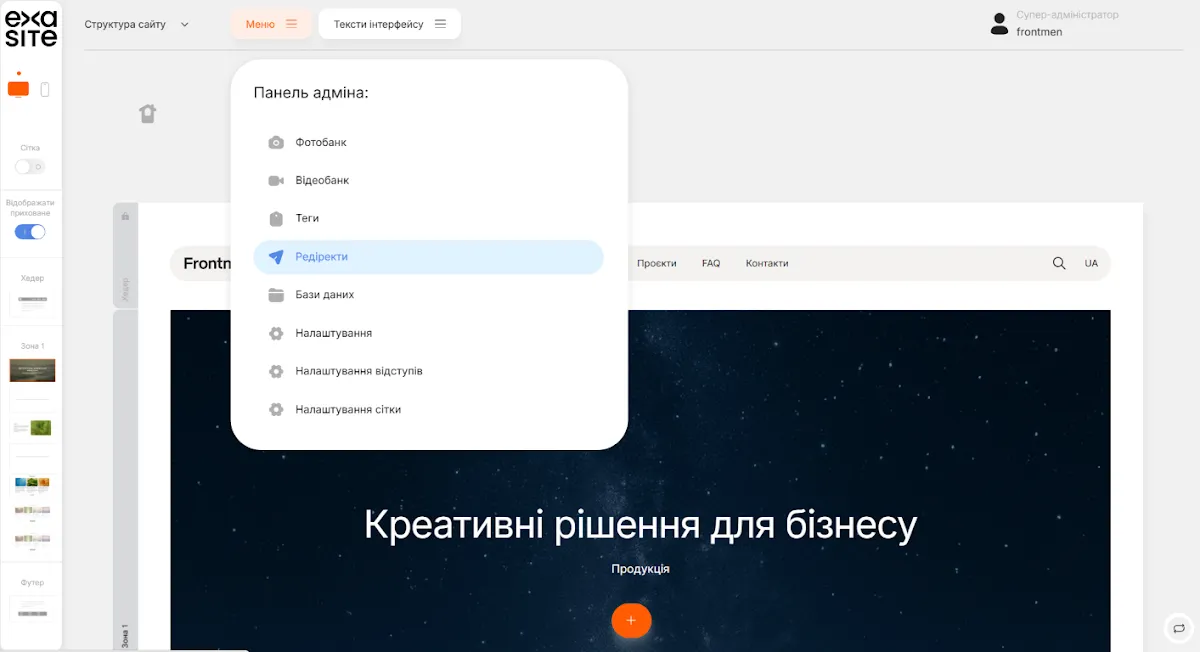 exa
SITE
Структура сайту
Меню
Тексти інтерфейсу
Супер-адміністратор
frontmen
Сітка
Відображати
приховане
Хедер
Зона 1
Футер
Панель адміна:
Фотобанк
Відеобанк
Теги
Редіректи
Бази даних
Налаштування
Налаштування відступів
Налаштування сітки
Хедер
Frontm
Проєкти
FAQ
Контакти
UA
Креативні рішення для бізнесу
Продукція
Зона 1